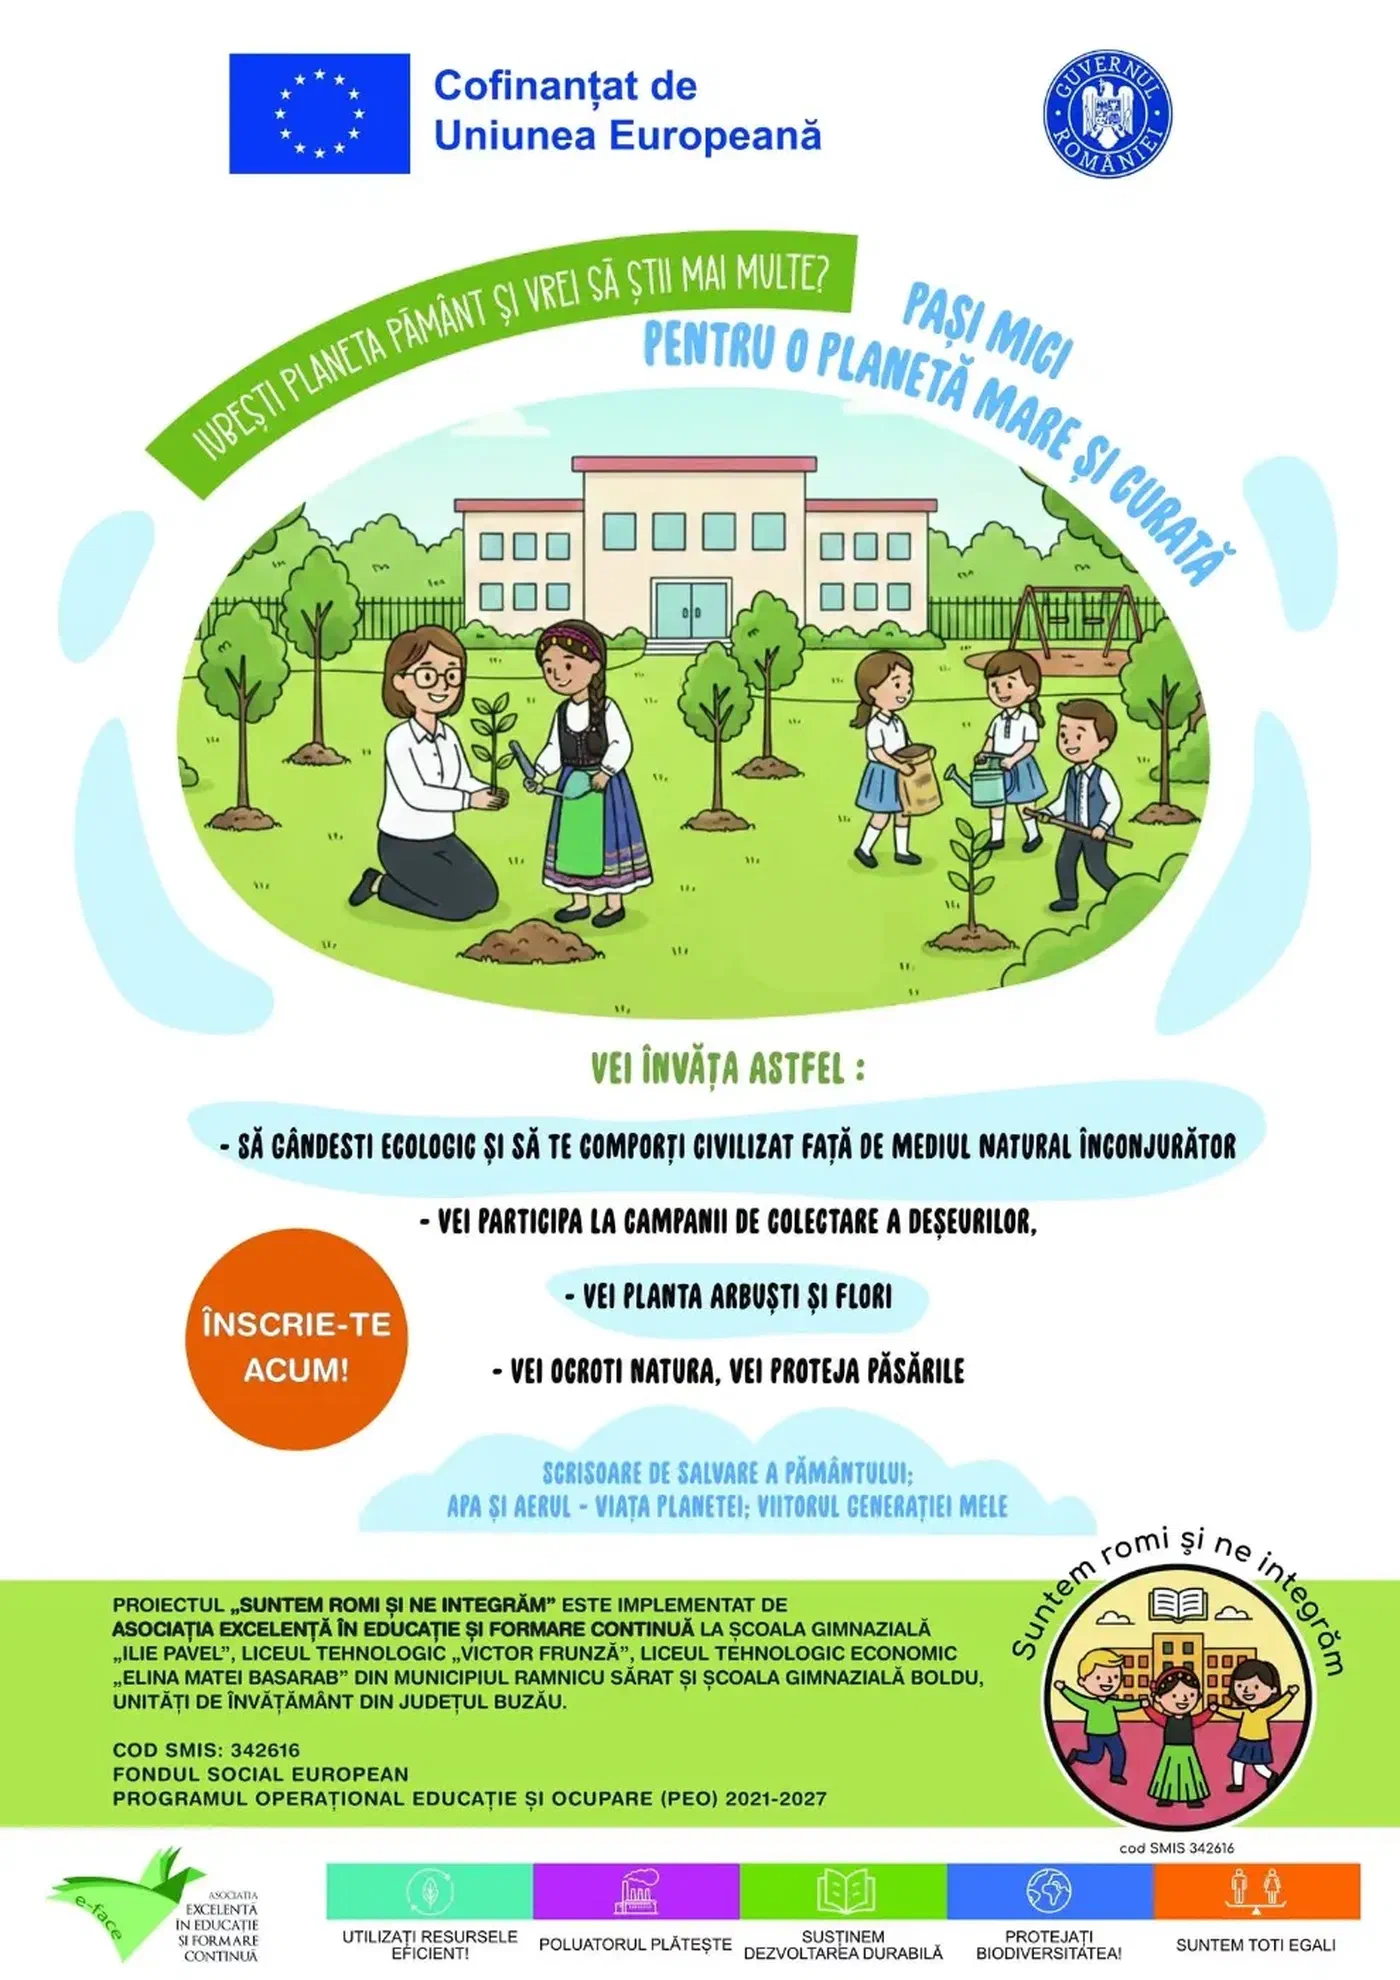 Cofinanțat de
Uniunea Europeană
GUVERNUL
ROMÂNIEI
IUBEȘTI PLANETA PĂMÂNT ȘI VREI SĂ ȘTII MAI MULTE?
PAȘI MICI
PENTRU O PLANETĂ MARE ȘI CURATĂ
VEI ÎNVĂȚA ASTFEL :
- SĂ GÂNDESTI ECOLOGIC ȘI SĂ TE COMPORȚI CIVILIZAT FAȚĂ DE MEDIUL NATURAL ÎNCONJURĂTOR
- VEI PARTICIPA LA CAMPANII DE COLECTARE A DEȘEURILOR,
- VEI PLANTA ARBUȘTI ȘI FLORI
- VEI OCROTI NATURA, VEI PROTEJA PĂSĂRILE
ÎNSCRIE-TE
ACUM!
SCRISOARE DE SALVARE A PĂMÂNTULUI;
APA ȘI AERUL - VIAȚA PLANETEI; VIITORUL GENERAȚIEI MELE
PROIECTUL „SUNTEM ROMI ȘI NE INTEGRĂM” ESTE IMPLEMENTAT DE
ASOCIAȚIA EXCELENȚĂ ÎN EDUCAȚIE ȘI FORMARE CONTINUĂ LA ȘCOALA GIMNAZIALĂ
„ILIE PAVEL”, LICEUL TEHNOLOGIC „VICTOR FRUNZĂ”, LICEUL TEHNOLOGIC ECONOMIC
„ELINA MATEI BASARAB” DIN MUNICIPIUL RAMNICU SĂRAT ȘI ȘCOALA GIMNAZIALĂ BOLDU,
UNITĂȚI DE ÎNVĂȚĂMÂNT DIN JUDEȚUL BUZĂU.
COD SMIS: 342616
FONDUL SOCIAL EUROPEAN
PROGRAMUL OPERAȚIONAL EDUCAȚIE ȘI OCUPARE (PEO) 2021-2027
Suntem romi și ne integrăm
cod SMIS 342616
e-face
ASOCIAȚIA
EXCELENȚĂ
ÎN EDUCAȚIE
ȘI FORMARE
CONTINUĂ
UTILIZAȚI RESURSELE
EFICIENT!
POLUATORUL PLĂTEȘTE
SUSȚINEM
DEZVOLTAREA DURABILĂ
PROTEJAȚI
BIODIVERSITATEA!
SUNTEM TOTI EGALI